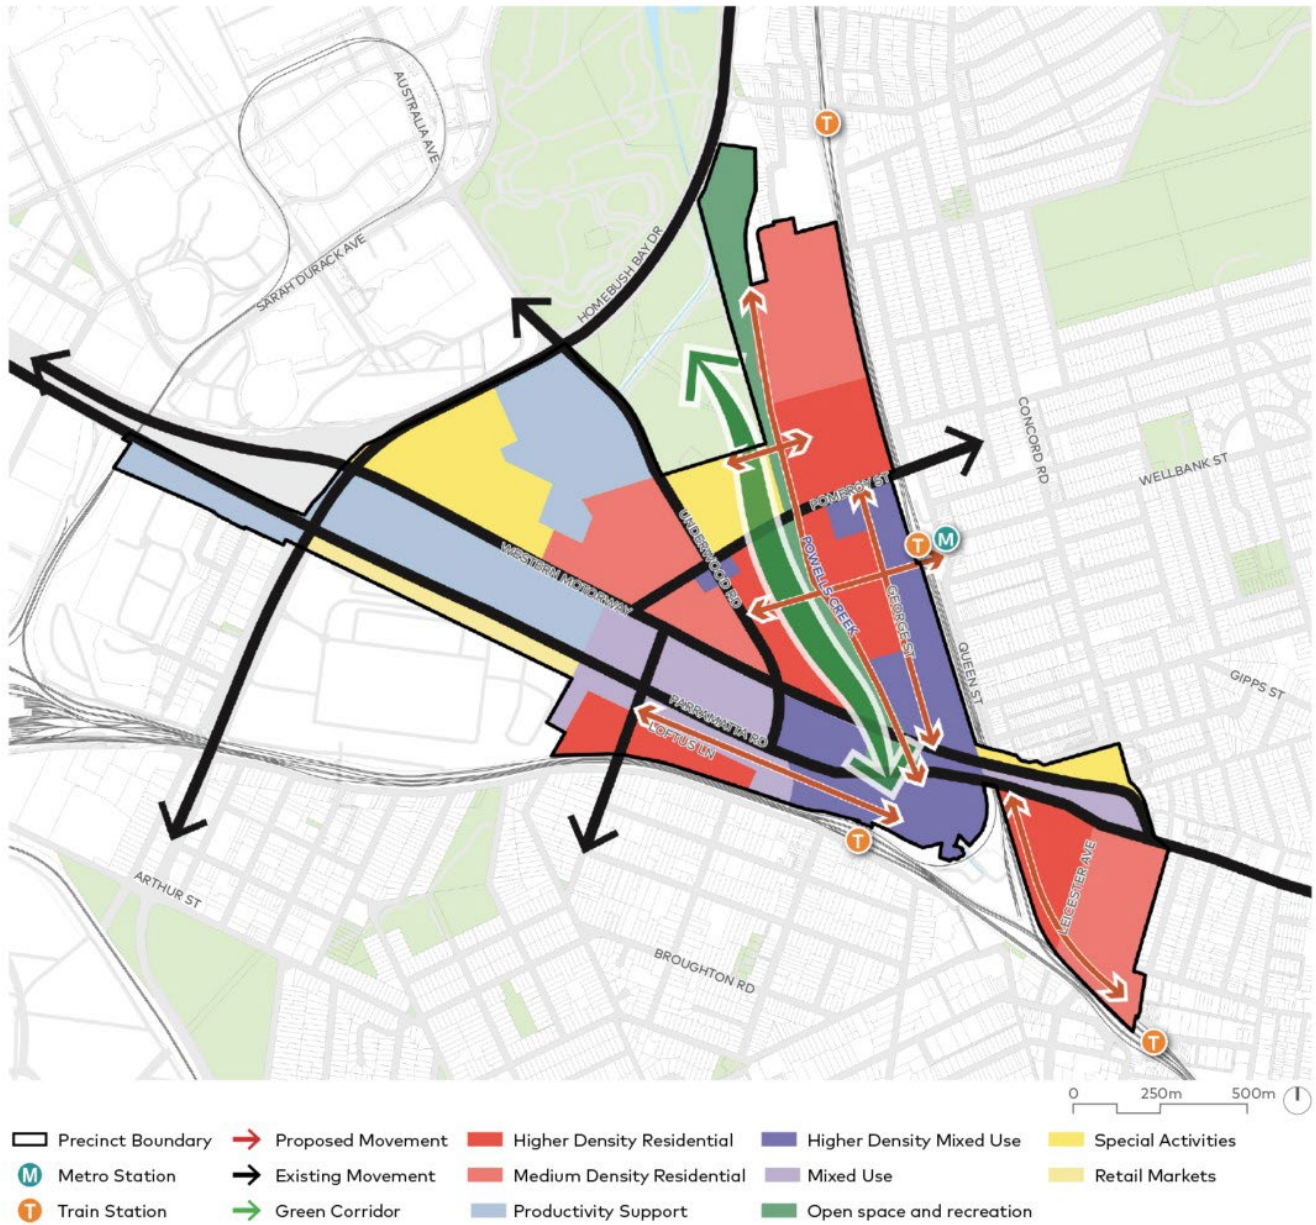 AUSTRALIA AVE
T
SARAH DURACK AVE
HOMEBUSH BAY DR
CONCORD RD
WELLBANK ST
POMEROY ST
UNDERWOOD RD
T
M
WESTERN MOTORWAY
POWELLS CREEK
GEORGE ST
QUEEN ST
GIPPS ST
PARRAMATTA RD
LOFTUS LN
T
LEICESTER AVE
ARTHUR ST
BROUGHTON RD
T
0 250m 500m
Precinct Boundary Proposed Movement Higher Density Residential Higher Density Mixed Use Special Activities
M Metro Station Existing Movement Medium Density Residential Mixed Use Retail Markets
T Train Station Green Corridor Productivity Support Open space and recreation